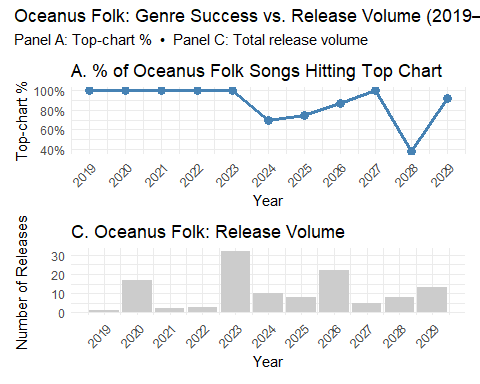 Oceanus Folk: Genre Success vs. Release Volume (2019–
Panel A: Top-chart %  •  Panel C: Total release volume
A. % of Oceanus Folk Songs Hitting Top Chart
Top-chart %
100%
80%
60%
40%
2019 2020 2021 2022 2023 2024 2025 2026 2027 2028 2029
Year
C. Oceanus Folk: Release Volume
Number of Releases
30
20
10
0
2019 2020 2021 2022 2023 2024 2025 2026 2027 2028 2029
Year